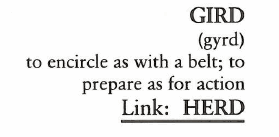 GIRD
(gyrd)
to encircle as with a belt; to
prepare as for action
Link: HERD